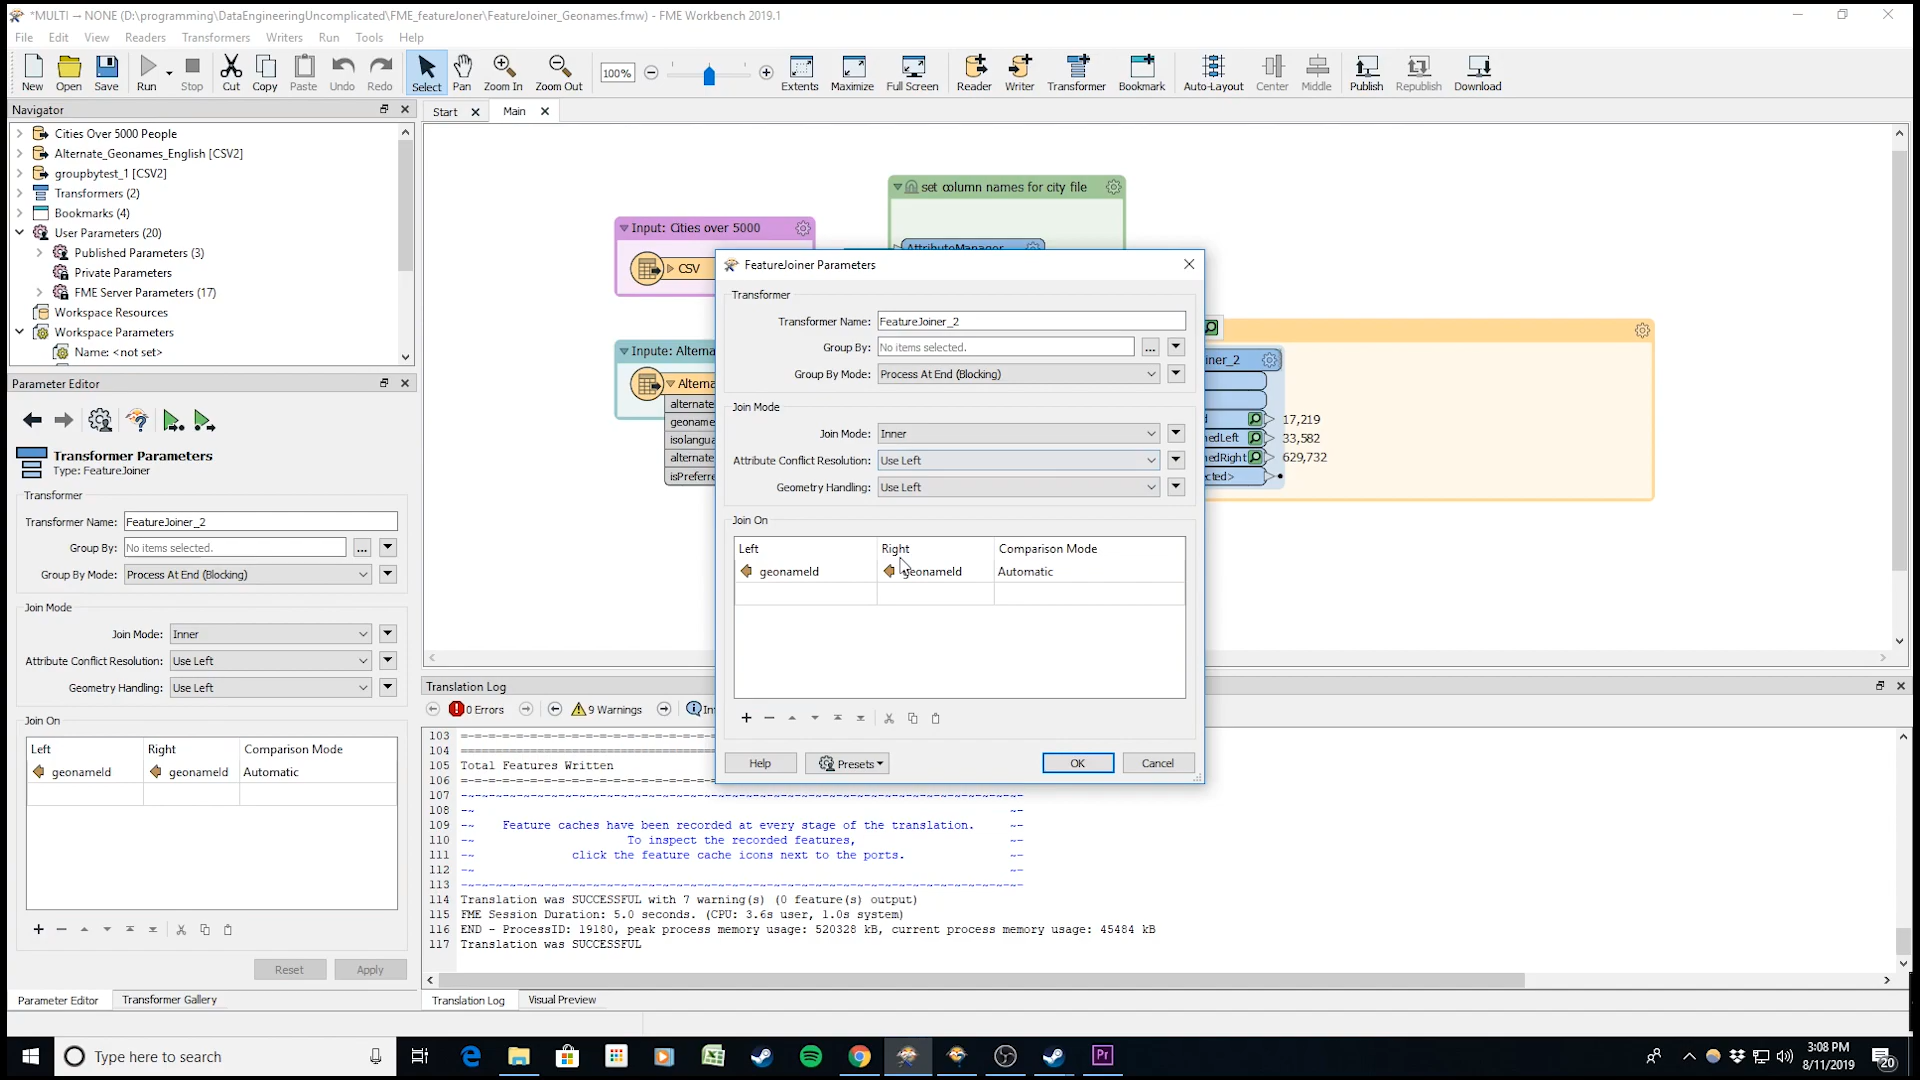 *MULTI → NONE (D:\programming\DataEngineeringUncomplicated\FME_featureJoner\FeatureJoiner_Geonames.fmw) - FME Workbench 2019.1
File Edit View Readers Transformers Writers Run Tools Help
New Open Save Run Stop Cut Copy Paste Undo Redo Select Pan Zoom In Zoom Out 100% Extents Maximize Full Screen Reader Writer Transformer Bookmark Auto-Layout Center Middle Publish Republish Download
Navigator
Cities Over 5000 People
Alternate_Geonames_English [CSV2]
groupbytest_1 [CSV2]
Transformers (2)
Bookmarks (4)
User Parameters (20)
Published Parameters (3)
Private Parameters
FME Server Parameters (17)
Workspace Resources
Workspace Parameters
Name: <not set>
Parameter Editor
Transformer Parameters
Type: FeatureJoiner
Transformer
Transformer Name: FeatureJoiner_2
Group By: No items selected. ...
Group By Mode: Process At End (Blocking)
Join Mode
Join Mode: Inner
Attribute Conflict Resolution: Use Left
Geometry Handling: Use Left
Join On
Left Right Comparison Mode
geonameId geonameId Automatic
Reset Apply
Parameter Editor Transformer Gallery
Start Main
set column names for city file
Input: Cities over 5000
AttributeManager
CSV
Inpute: Alterna
Alterna
alternate
geoname
isolangua
alternate
isPreferre
iner_2
17,219
nedLeft 33,582
nedRight 629,732
cted>
FeatureJoiner Parameters
Transformer
Transformer Name: FeatureJoiner_2
Group By: No items selected. ...
Group By Mode: Process At End (Blocking)
Join Mode
Join Mode: Inner
Attribute Conflict Resolution: Use Left
Geometry Handling: Use Left
Join On
Left Right Comparison Mode
geonameId geonameId Automatic
Help Presets OK Cancel
Translation Log
0 Errors 9 Warnings
103 =-=-=-=-=-=-=-=-=-=-=-=-=-=-=-=-=-=-=
104 =====================================
105 Total Features Written
106 =-=-=-=-=-=-=-=-=-=-=-=-=-=-=-=-=-=-=
107 -~-~-~-~-~-~-~-~-~-~-~-~-~-~-~-~-~-~-~-~-~-~-~-~-~-~-~-~-~-~-~-~-~-~-~-~-~-
108 -~ ~-
109 -~ Feature caches have been recorded at every stage of the translation. ~-
110 -~ To inspect the recorded features, ~-
111 -~ click the feature cache icons next to the ports. ~-
112 -~ ~-
113 -~-~-~-~-~-~-~-~-~-~-~-~-~-~-~-~-~-~-~-~-~-~-~-~-~-~-~-~-~-~-~-~-~-~-~-~-~-
114 Translation was SUCCESSFUL with 7 warning(s) (0 feature(s) output)
115 FME Session Duration: 5.0 seconds. (CPU: 3.6s user, 1.0s system)
116 END - ProcessID: 19180, peak process memory usage: 520328 kB, current process memory usage: 45484 kB
117 Translation was SUCCESSFUL
Translation Log Visual Preview
Type here to search
Pr
3:08 PM
8/11/2019
20